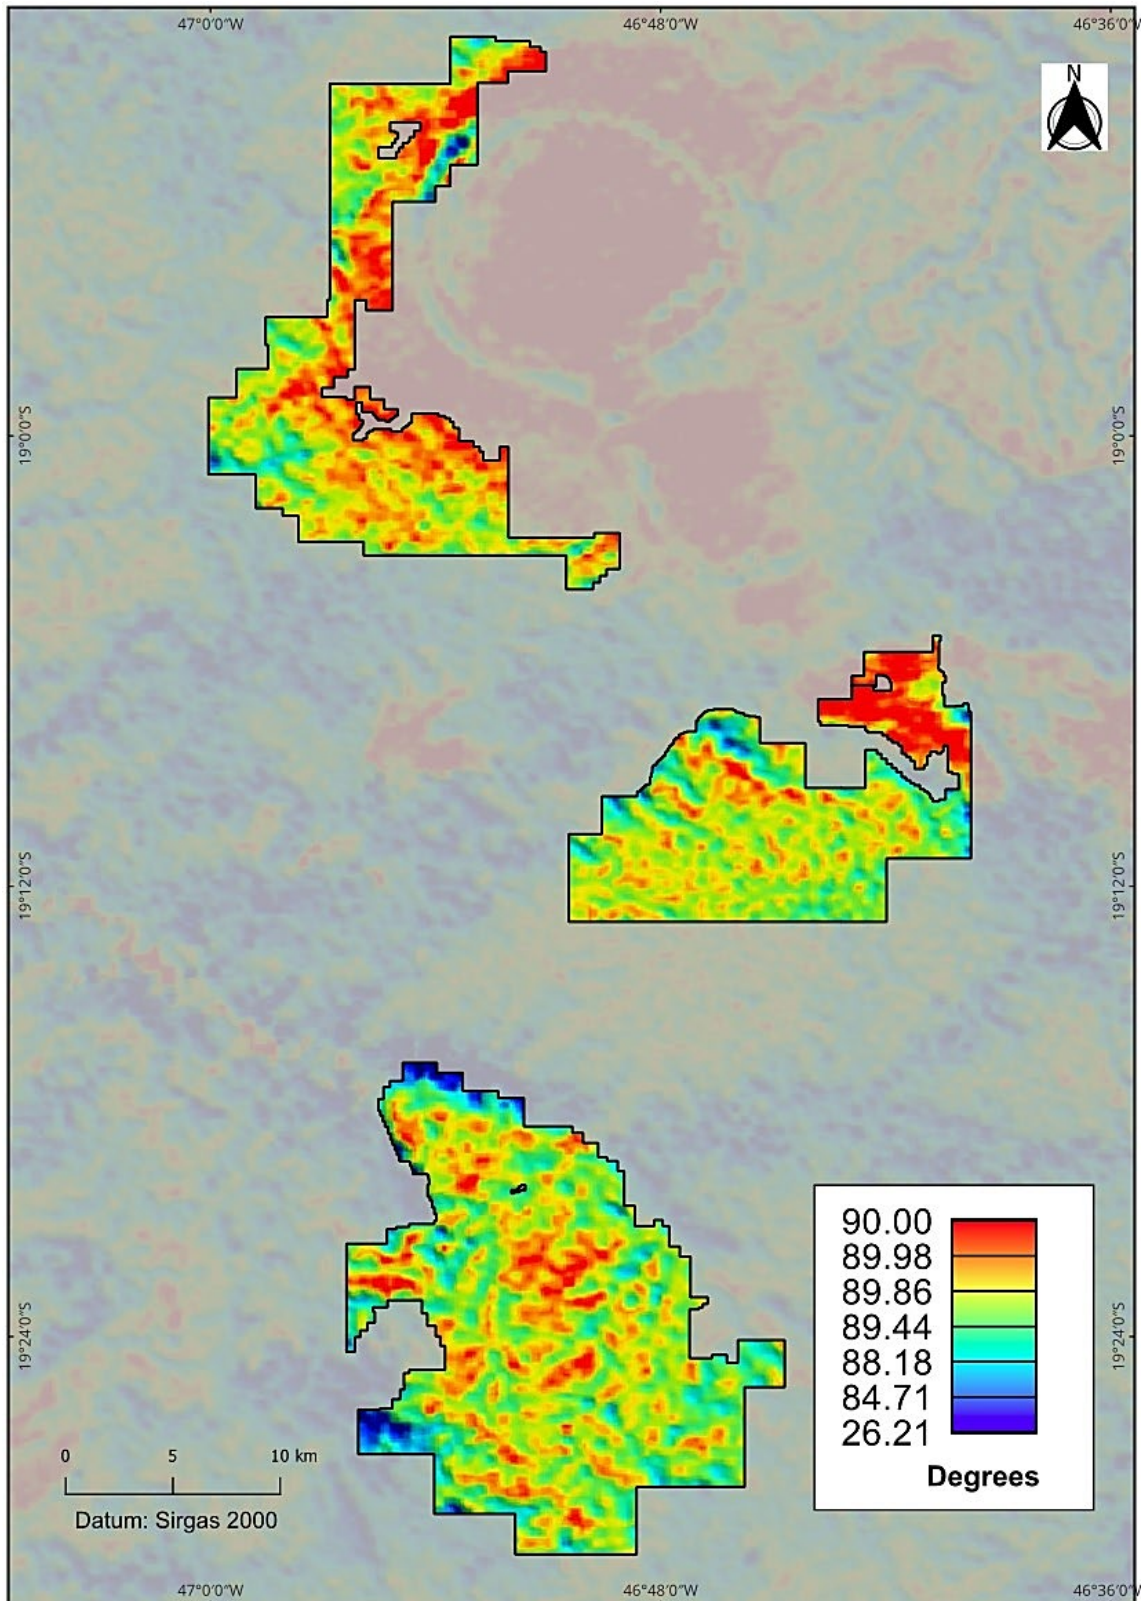 47°0′0″W 46°48′0″W 46°36′0″W
N
19°0′0″S 19°0′0″S
19°12′0″S 19°12′0″S
19°24′0″S 19°24′0″S
90.00
89.98
89.86
89.44
88.18
84.71
26.21
Degrees
0 5 10 km
Datum: Sirgas 2000
47°0′0″W 46°48′0″W 46°36′0″W